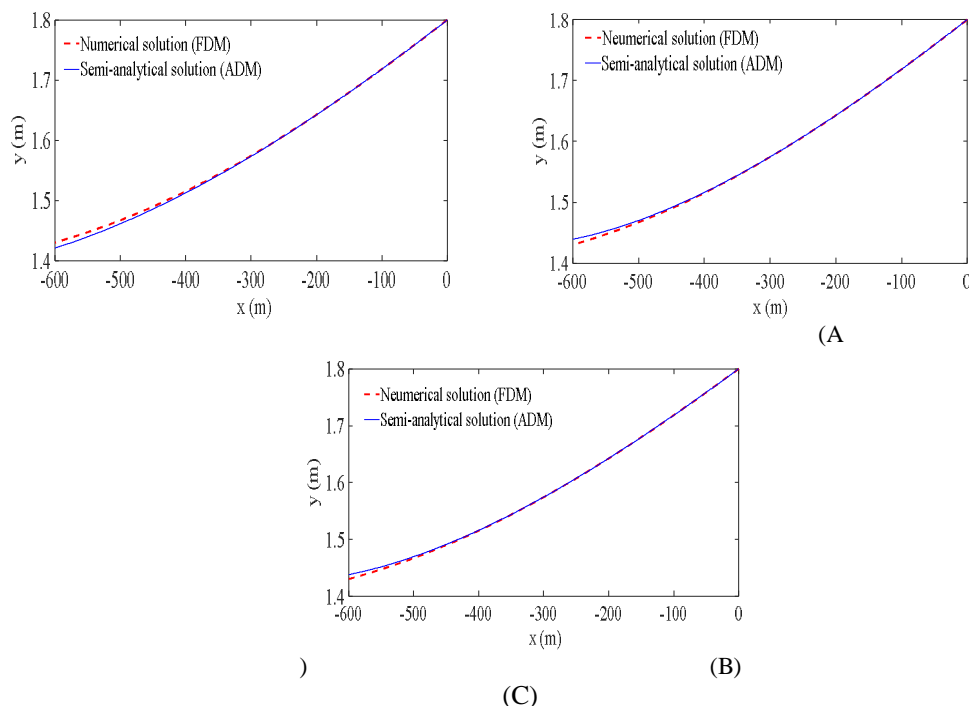 1.8
Numerical solution (FDM)
Semi-analytical solution (ADM)
1.7
1.6
1.5
1.4
y (m)
-600 -500 -400 -300 -200 -100 0
x (m)
1.8
Neumerical solution (FDM)
Semi-analytical solution (ADM)
1.7
1.6
1.5
1.4
y (m)
-600 -500 -400 -300 -200 -100 0
x (m)
(A
1.8
Neumerical solution (FDM)
Semi-analytical solution (ADM)
1.7
1.6
1.5
1.4
y (m)
-600 -500 -400 -300 -200 -100 0
x (m)
) (B)
(C)